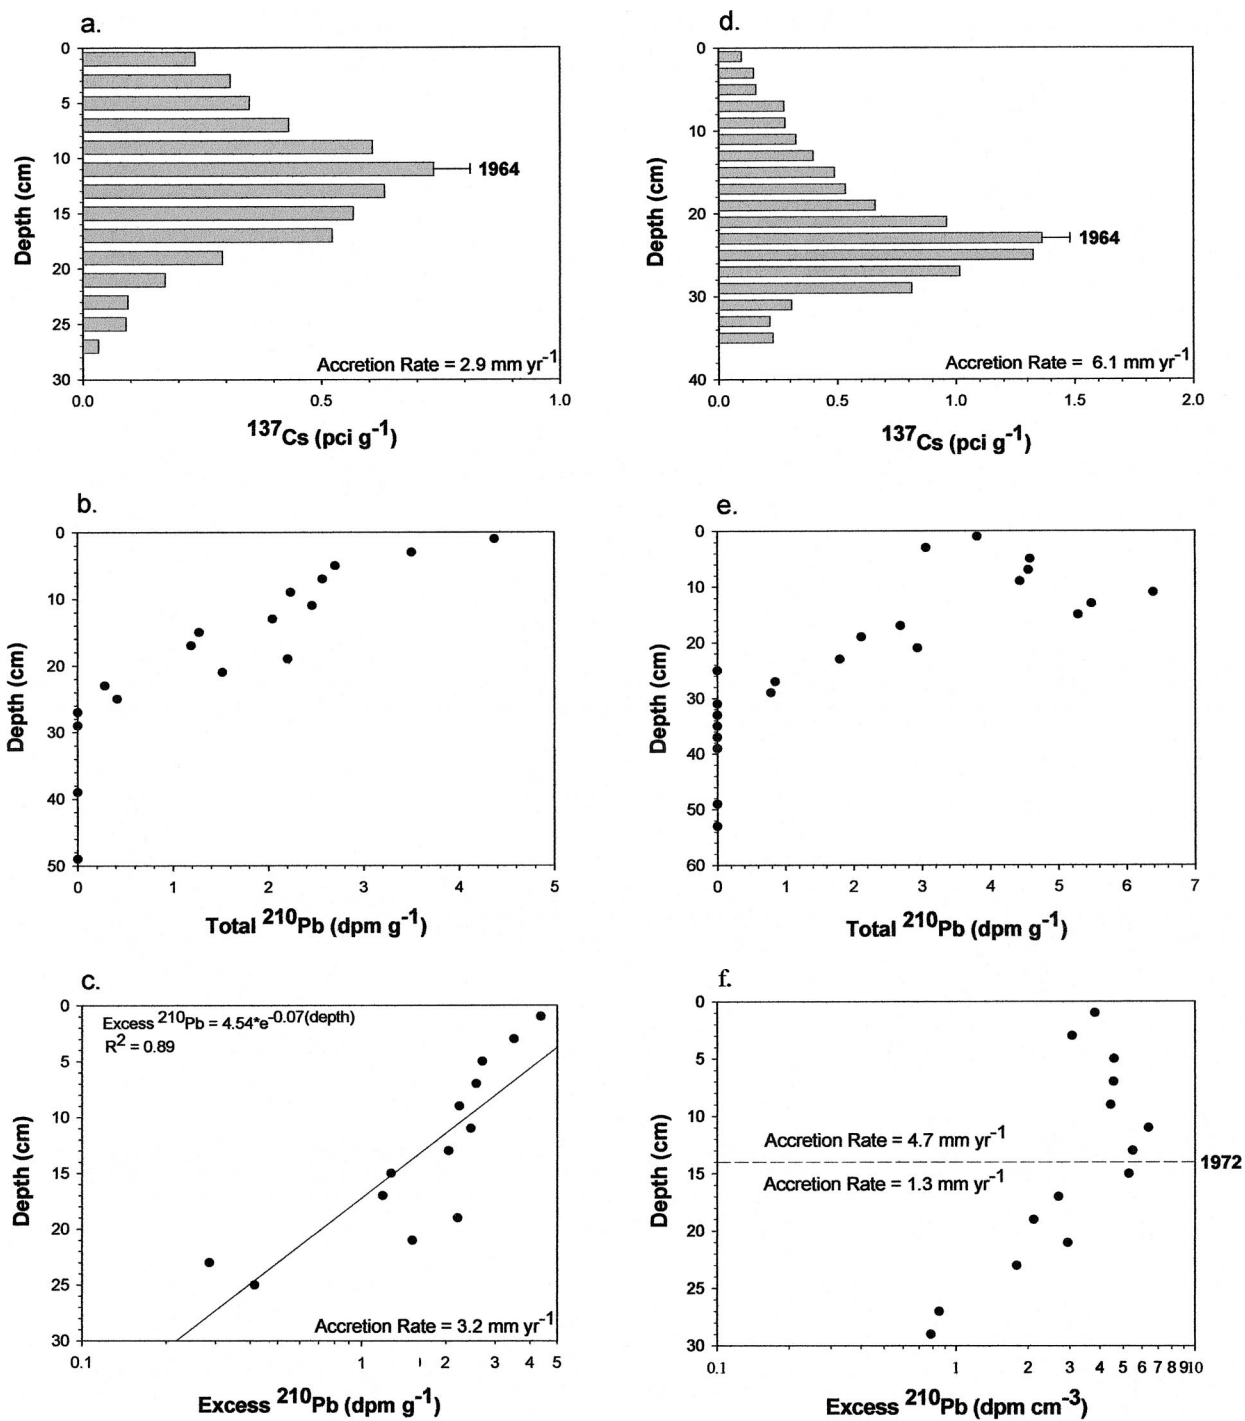 a.
0
5
10
15
20
25
30
Depth (cm)
1964
Accretion Rate = 2.9 mm yr-1
0.0 0.5 1.0
137Cs (pci g-1)
d.
0
10
20
30
40
Depth (cm)
1964
Accretion Rate = 6.1 mm yr-1
0.0 0.5 1.0 1.5 2.0
137Cs (pci g-1)
b.
0
10
20
30
40
50
Depth (cm)
0 1 2 3 4 5
Total 210Pb (dpm g-1)
e.
0
10
20
30
40
50
60
Depth (cm)
0 1 2 3 4 5 6 7
Total 210Pb (dpm g-1)
c.
Excess 210Pb = 4.54*e-0.07(depth)
R2 = 0.89
0
5
10
15
20
25
30
Depth (cm)
Accretion Rate = 3.2 mm yr-1
0.1 1 2 3 4 5
Excess 210Pb (dpm g-1)
f.
0
5
10
15
20
25
30
Depth (cm)
Accretion Rate = 4.7 mm yr-1
1972
Accretion Rate = 1.3 mm yr-1
0.1 1 2 3 4 5 6 7 8 910
Excess 210Pb (dpm cm-3)